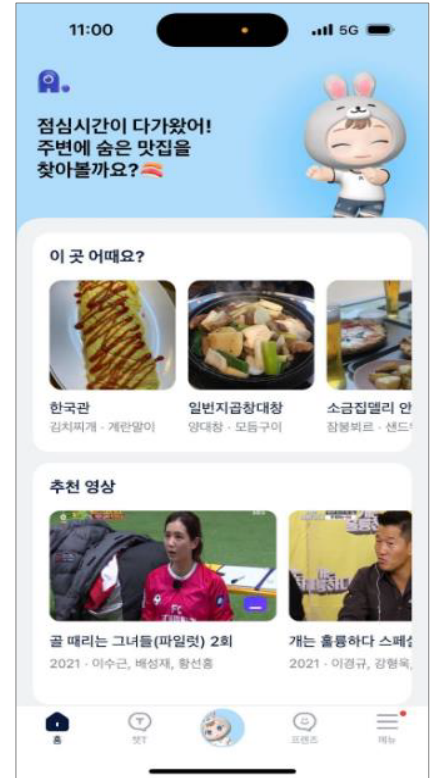 11:00
5G
A.
점심시간이 다가왔어!
주변에 숨은 맛집을
찾아볼까요?
이 곳 어때요?
한국관
일번지곱창대창
소금집델리 안
김치찌개 · 계란말이
양대창 · 모듬구이
잠봉뵈르 · 샌드
추천 영상
골 때리는 그녀들(파일럿) 2회
개는 훌륭하다 스페셜
2021 · 이수근, 배성재, 황선홍
2021 · 이경규, 강형욱,
홈
챗T
프렌즈
메뉴